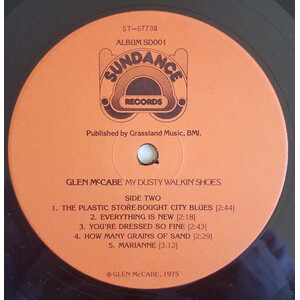 ST-57738
ALBUM SD001
SUNDANCE
RECORDS
Published by Grassland Music, BMI.
GLEN McCABE MY DUSTY WALKIN' SHOES
SIDE TWO
1. THE PLASTIC STORE-BOUGHT CITY BLUES [2:44]
2. EVERYTHING IS NEW [2:18]
3. YOU'RE DRESSED SO FINE [2:43]
4. HOW MANY GRAINS OF SAND [2:29]
5. MARIANNE [3:12]
© GLEN McCABE, 1975